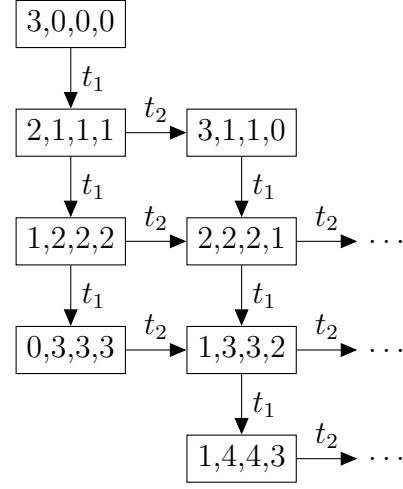 3,0,0,0
t₁
2,1,1,1 t₂ 3,1,1,0
t₁ t₁
1,2,2,2 t₂ 2,2,2,1 t₂ ⋯
t₁ t₁
0,3,3,3 t₂ 1,3,3,2 t₂ ⋯
t₁
1,4,4,3 t₂ ⋯